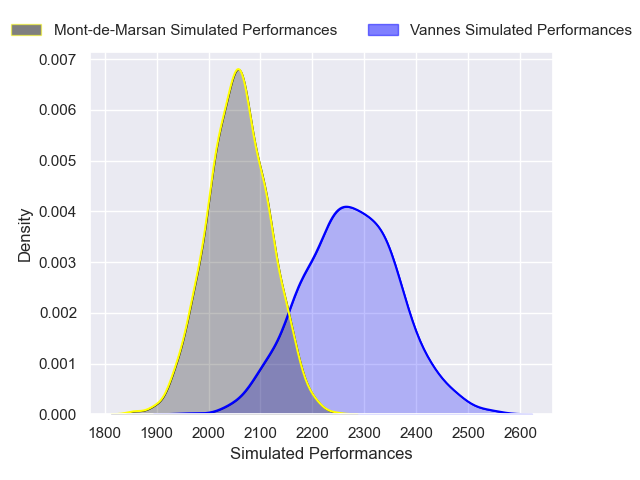 Mont-de-Marsan Simulated Performances
Vannes Simulated Performances
0.007
0.006
0.005
0.004
0.003
0.002
0.001
0.000
Density
1800 1900 2000 2100 2200 2300 2400 2500 2600
Simulated Performances